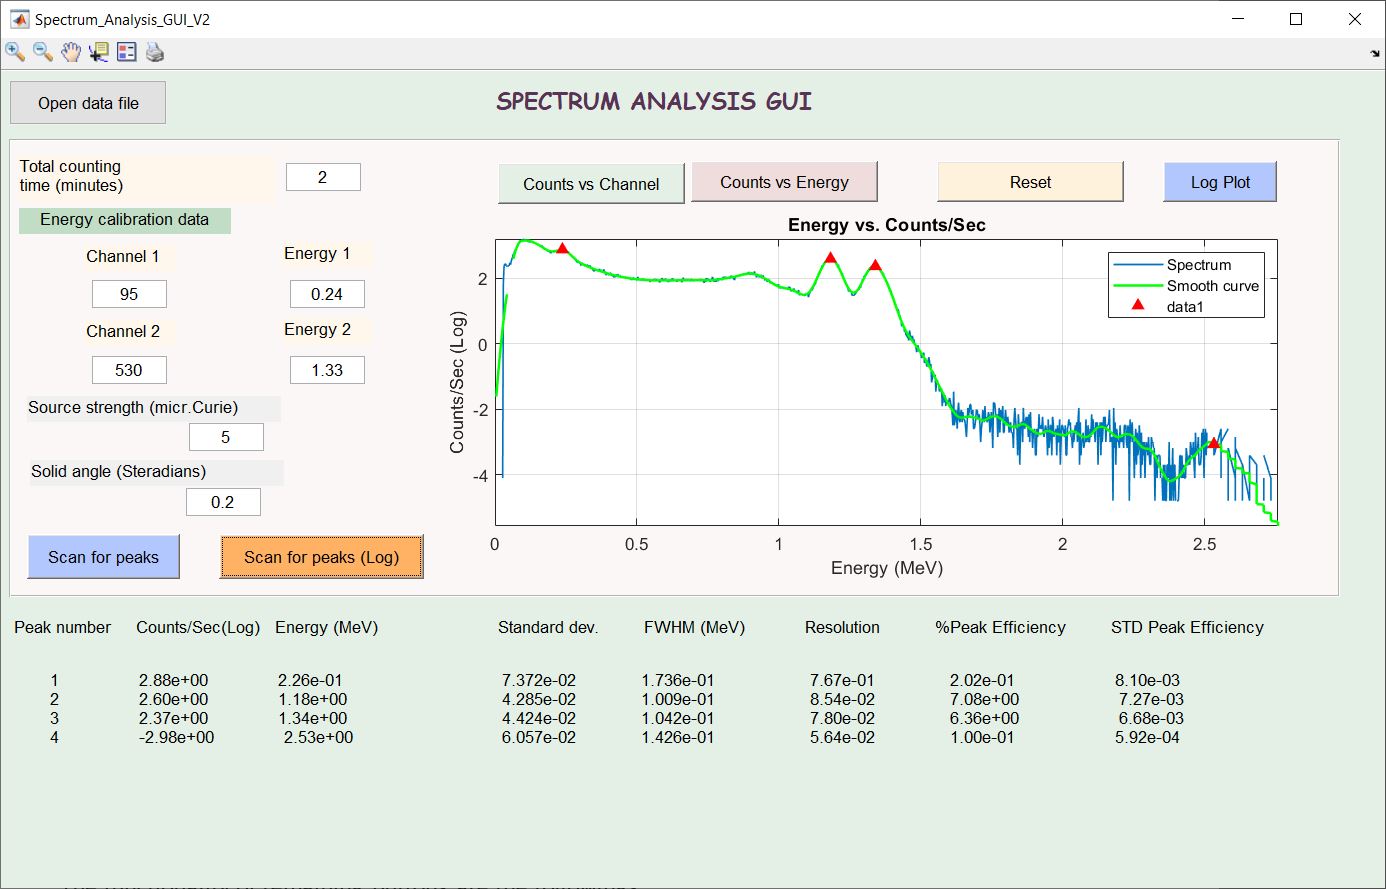 Spectrum_Analysis_GUI_V2
Open data file
SPECTRUM ANALYSIS GUI
Total counting
time (minutes)
2
Energy calibration data
Channel 1
Energy 1
95
0.24
Channel 2
Energy 2
530
1.33
Source strength (micr.Curie)
5
Solid angle (Steradians)
0.2
Scan for peaks
Scan for peaks (Log)
Counts vs Channel
Counts vs Energy
Reset
Log Plot
Energy vs. Counts/Sec
Spectrum
Smooth curve
data1
Counts/Sec (Log)
2
0
-2
-4
0 0.5 1 1.5 2 2.5
Energy (MeV)
Peak number Counts/Sec(Log) Energy (MeV) Standard dev. FWHM (MeV) Resolution %Peak Efficiency STD Peak Efficiency
1 2.88e+00 2.26e-01 7.372e-02 1.736e-01 7.67e-01 2.02e-01 8.10e-03
2 2.60e+00 1.18e+00 4.285e-02 1.009e-01 8.54e-02 7.08e+00 7.27e-03
3 2.37e+00 1.34e+00 4.424e-02 1.042e-01 7.80e-02 6.36e+00 6.68e-03
4 -2.98e+00 2.53e+00 6.057e-02 1.426e-01 5.64e-02 1.00e-01 5.92e-04